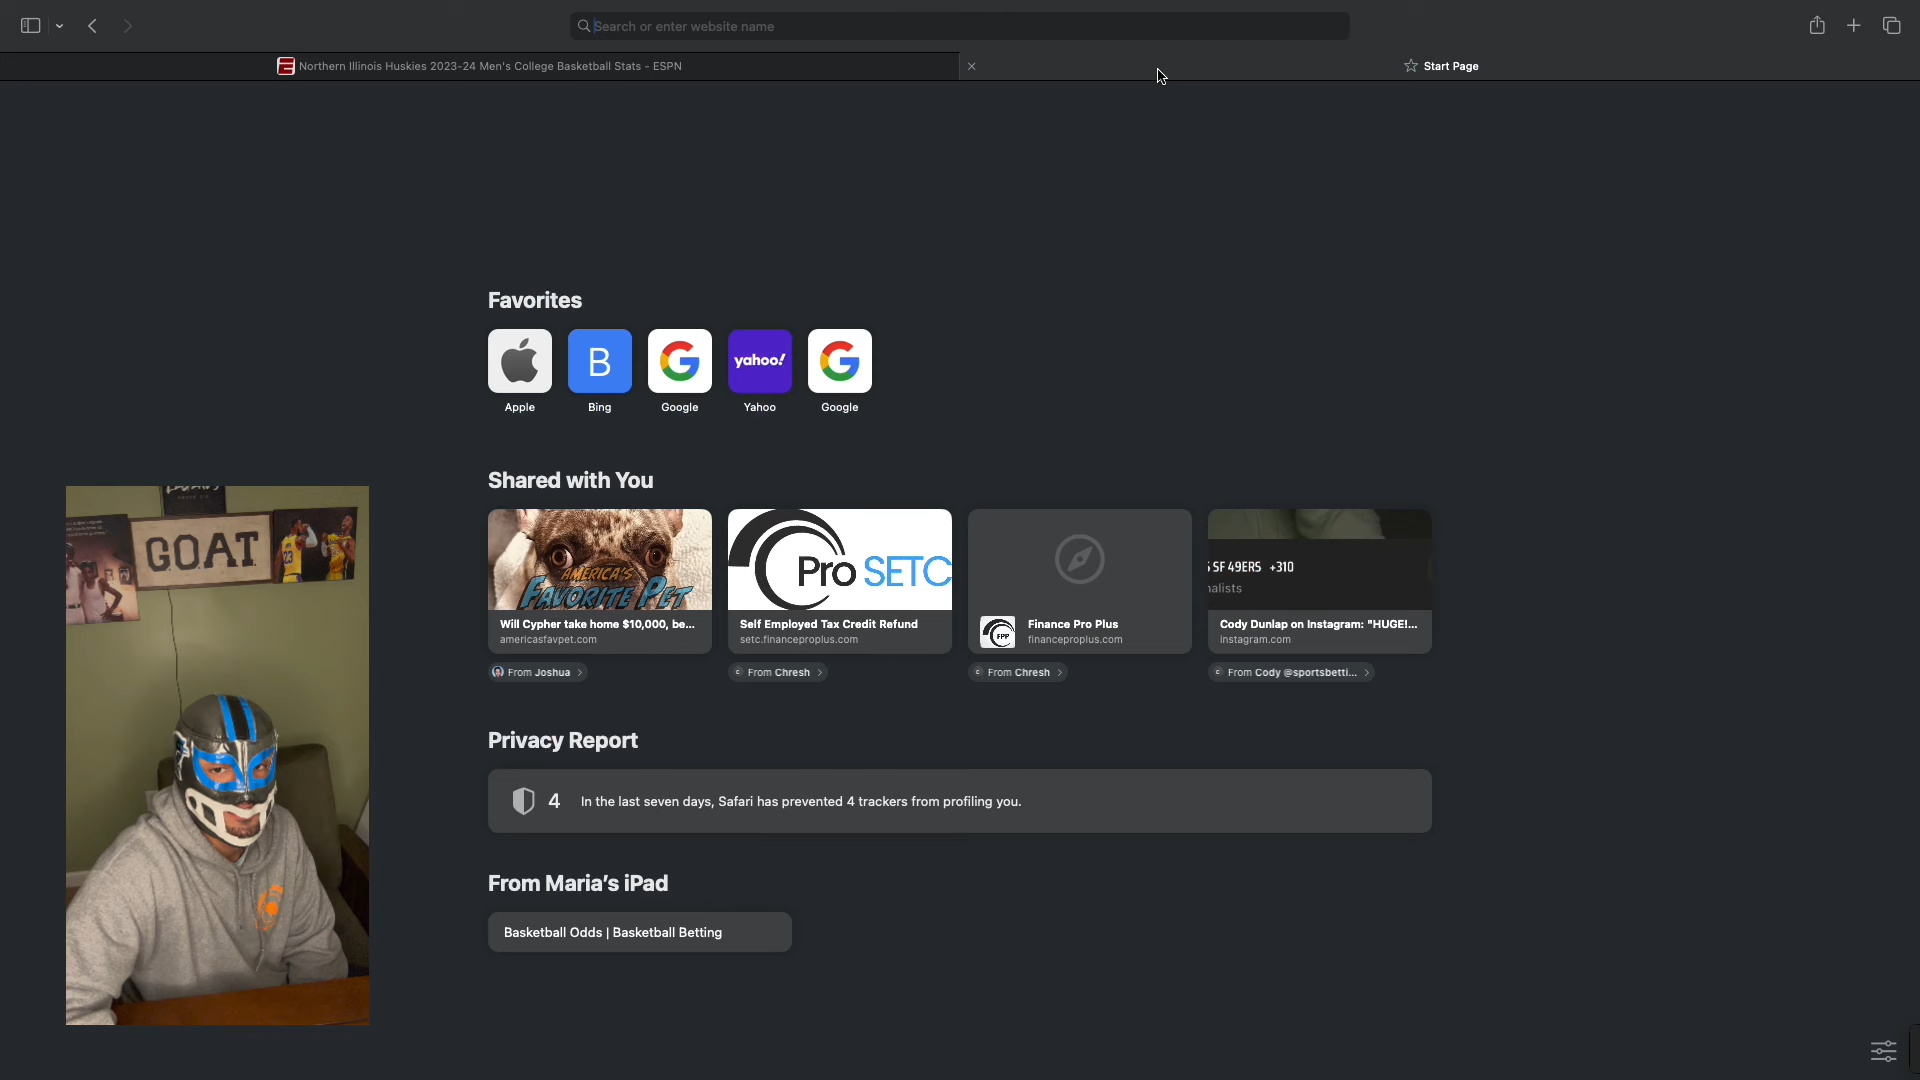 Search or enter website name
Northern Illinois Huskies 2023-24 Men's College Basketball Stats - ESPN
Start Page
Favorites
B
yahoo!
Apple
Bing
Google
Yahoo
Google
Shared with You
AMERICA'S
FAVORITE PET
Pro SETC
SF 49ERS +310
nalists
FPP
Will Cypher take home $10,000, be...
americasfavpet.com
Self Employed Tax Credit Refund
setc.financeproplus.com
Finance Pro Plus
financeproplus.com
Cody Dunlap on Instagram: "HUGE!...
instagram.com
From Joshua
From Chresh
From Chresh
From Cody @sportsbetti...
G.O.A.T
23
Privacy Report
4
In the last seven days, Safari has prevented 4 trackers from profiling you.
From Maria's iPad
Basketball Odds | Basketball Betting